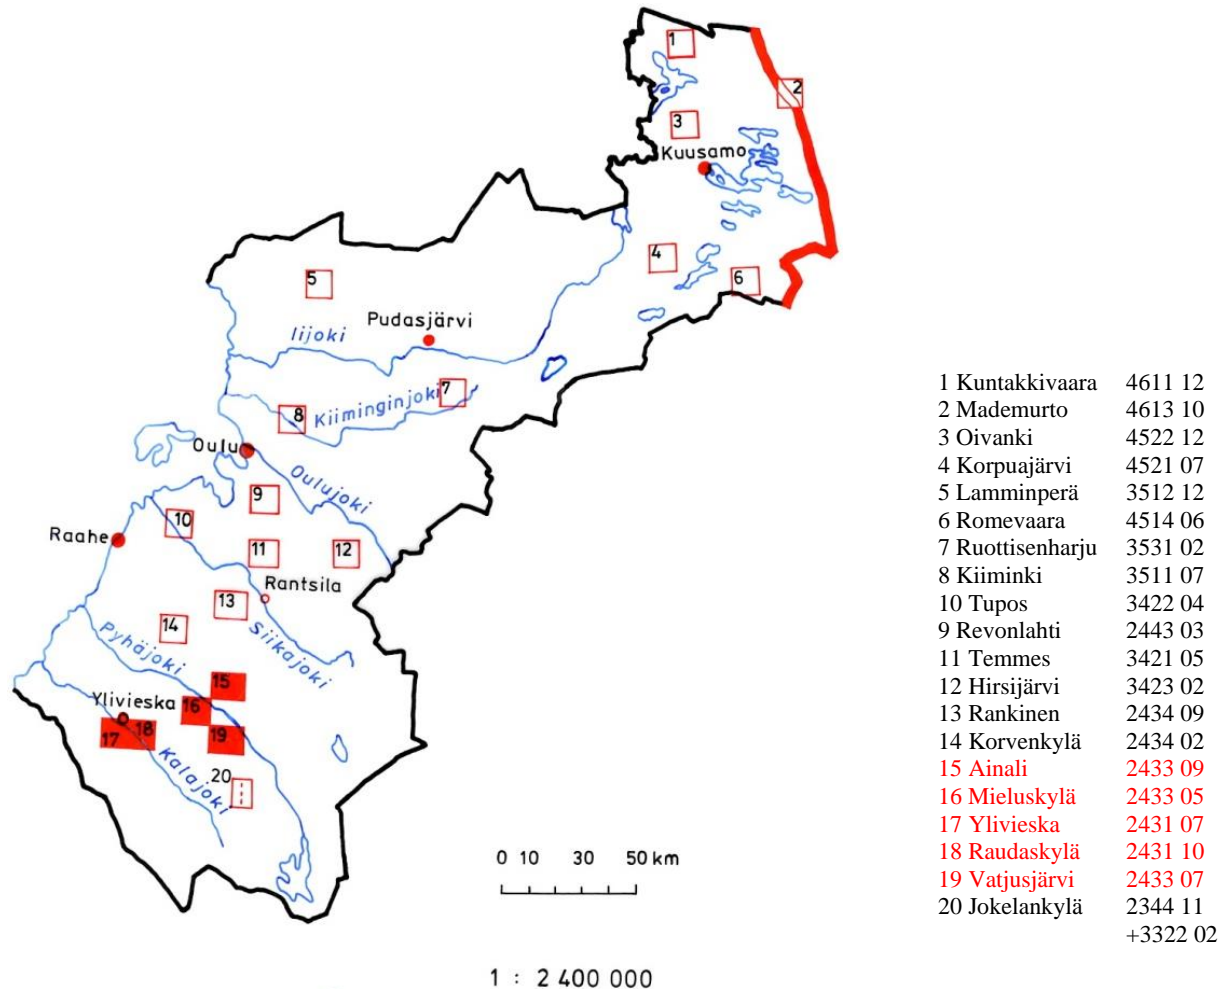 1
2
3
Kuusamo
4
6
5
Pudasjärvi
Iijoki
7
Kiiminginjoki
8
Oulu
Oulujoki
9
10
Raahe
11
12
Rantsila
13
14
Siikajoki
Pyhäjoki
15
Ylivieska
16
17
18
19
Kalajoki
20
0 10 30 50 km
1 : 2 400 000
1 Kuntakkivaara 4611 12
2 Mademurto 4613 10
3 Oivanki 4522 12
4 Korpuajärvi 4521 07
5 Lamminperä 3512 12
6 Romevaara 4514 06
7 Ruottisenharju 3531 02
8 Kiiminki 3511 07
10 Tupos 3422 04
9 Revonlahti 2443 03
11 Temmes 3421 05
12 Hirsijärvi 3423 02
13 Rankinen 2434 09
14 Korvenkylä 2434 02
15 Ainali 2433 09
16 Mieluskylä 2433 05
17 Ylivieska 2431 07
18 Raudaskylä 2431 10
19 Vatjusjärvi 2433 07
20 Jokelankylä 2344 11
+3322 02